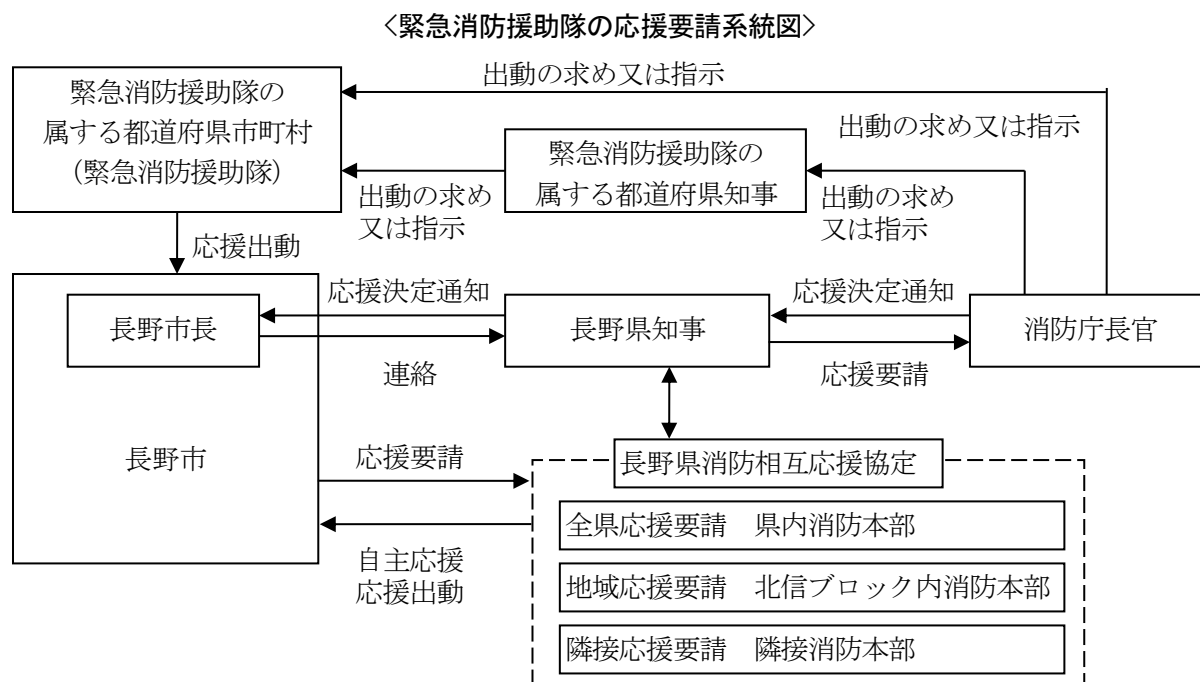 <緊急消防援助隊の応援要請系統図>
出動の求め又は指示
緊急消防援助隊の
属する都道府県市町村
（緊急消防援助隊）
出動の求め又は指示
緊急消防援助隊の
属する都道府県知事
出動の求め
又は指示
出動の求め
又は指示
応援出動
応援決定通知
応援決定通知
長野市長
長野県知事
消防庁長官
連絡
応援要請
長野市
応援要請
長野県消防相互応援協定
全県応援要請　県内消防本部
自主応援
応援出動
地域応援要請　北信ブロック内消防本部
隣接応援要請　隣接消防本部